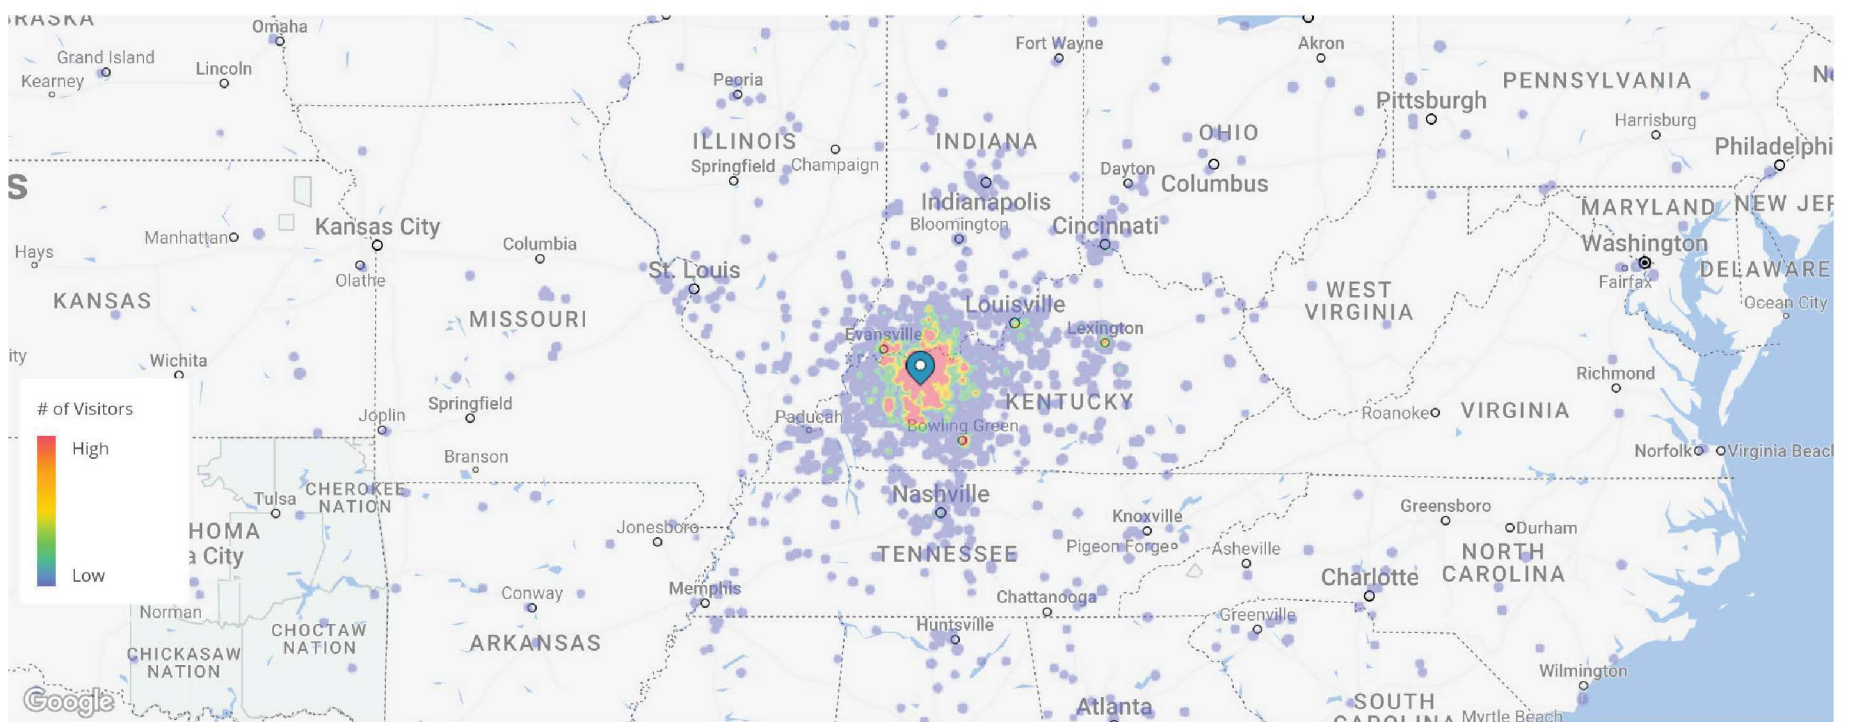 RASKA
Omaha
Grand Island
Lincoln
Kearney
Peoria
Fort Wayne
Akron
PENNSYLVANIA
Pittsburgh
Harrisburg
Philadelphi
ILLINOIS
INDIANA
OHIO
Springfield
Champaign
Dayton
Columbus
S
Indianapolis
MARYLAND
NEW JER
Manhattan
Kansas City
Columbia
Bloomington
Cincinnati
Washington
Hays
Olathe
St. Louis
Fairfax
DELAWARE
KANSAS
MISSOURI
Louisville
WEST
VIRGINIA
Ocean City
Evansville
Lexington
ity
Wichita
Richmond
# of Visitors
High
Low
Joplin
Springfield
Paducah
KENTUCKY
Bowling Green
Roanoke
VIRGINIA
Branson
Norfolk
Virginia Beach
Tulsa
CHEROKEE
NATION
Nashville
HOMA
a City
Jonesboro
Knoxville
Greensboro
Durham
TENNESSEE
Pigeon Forge
Asheville
NORTH
CAROLINA
Charlotte
Norman
Conway
Memphis
Chattanooga
Greenville
CHOCTAW
NATION
ARKANSAS
Huntsville
CHICKASAW
NATION
Wilmington
Google
Atlanta
SOUTH
CAROLINA
Myrtle Beach